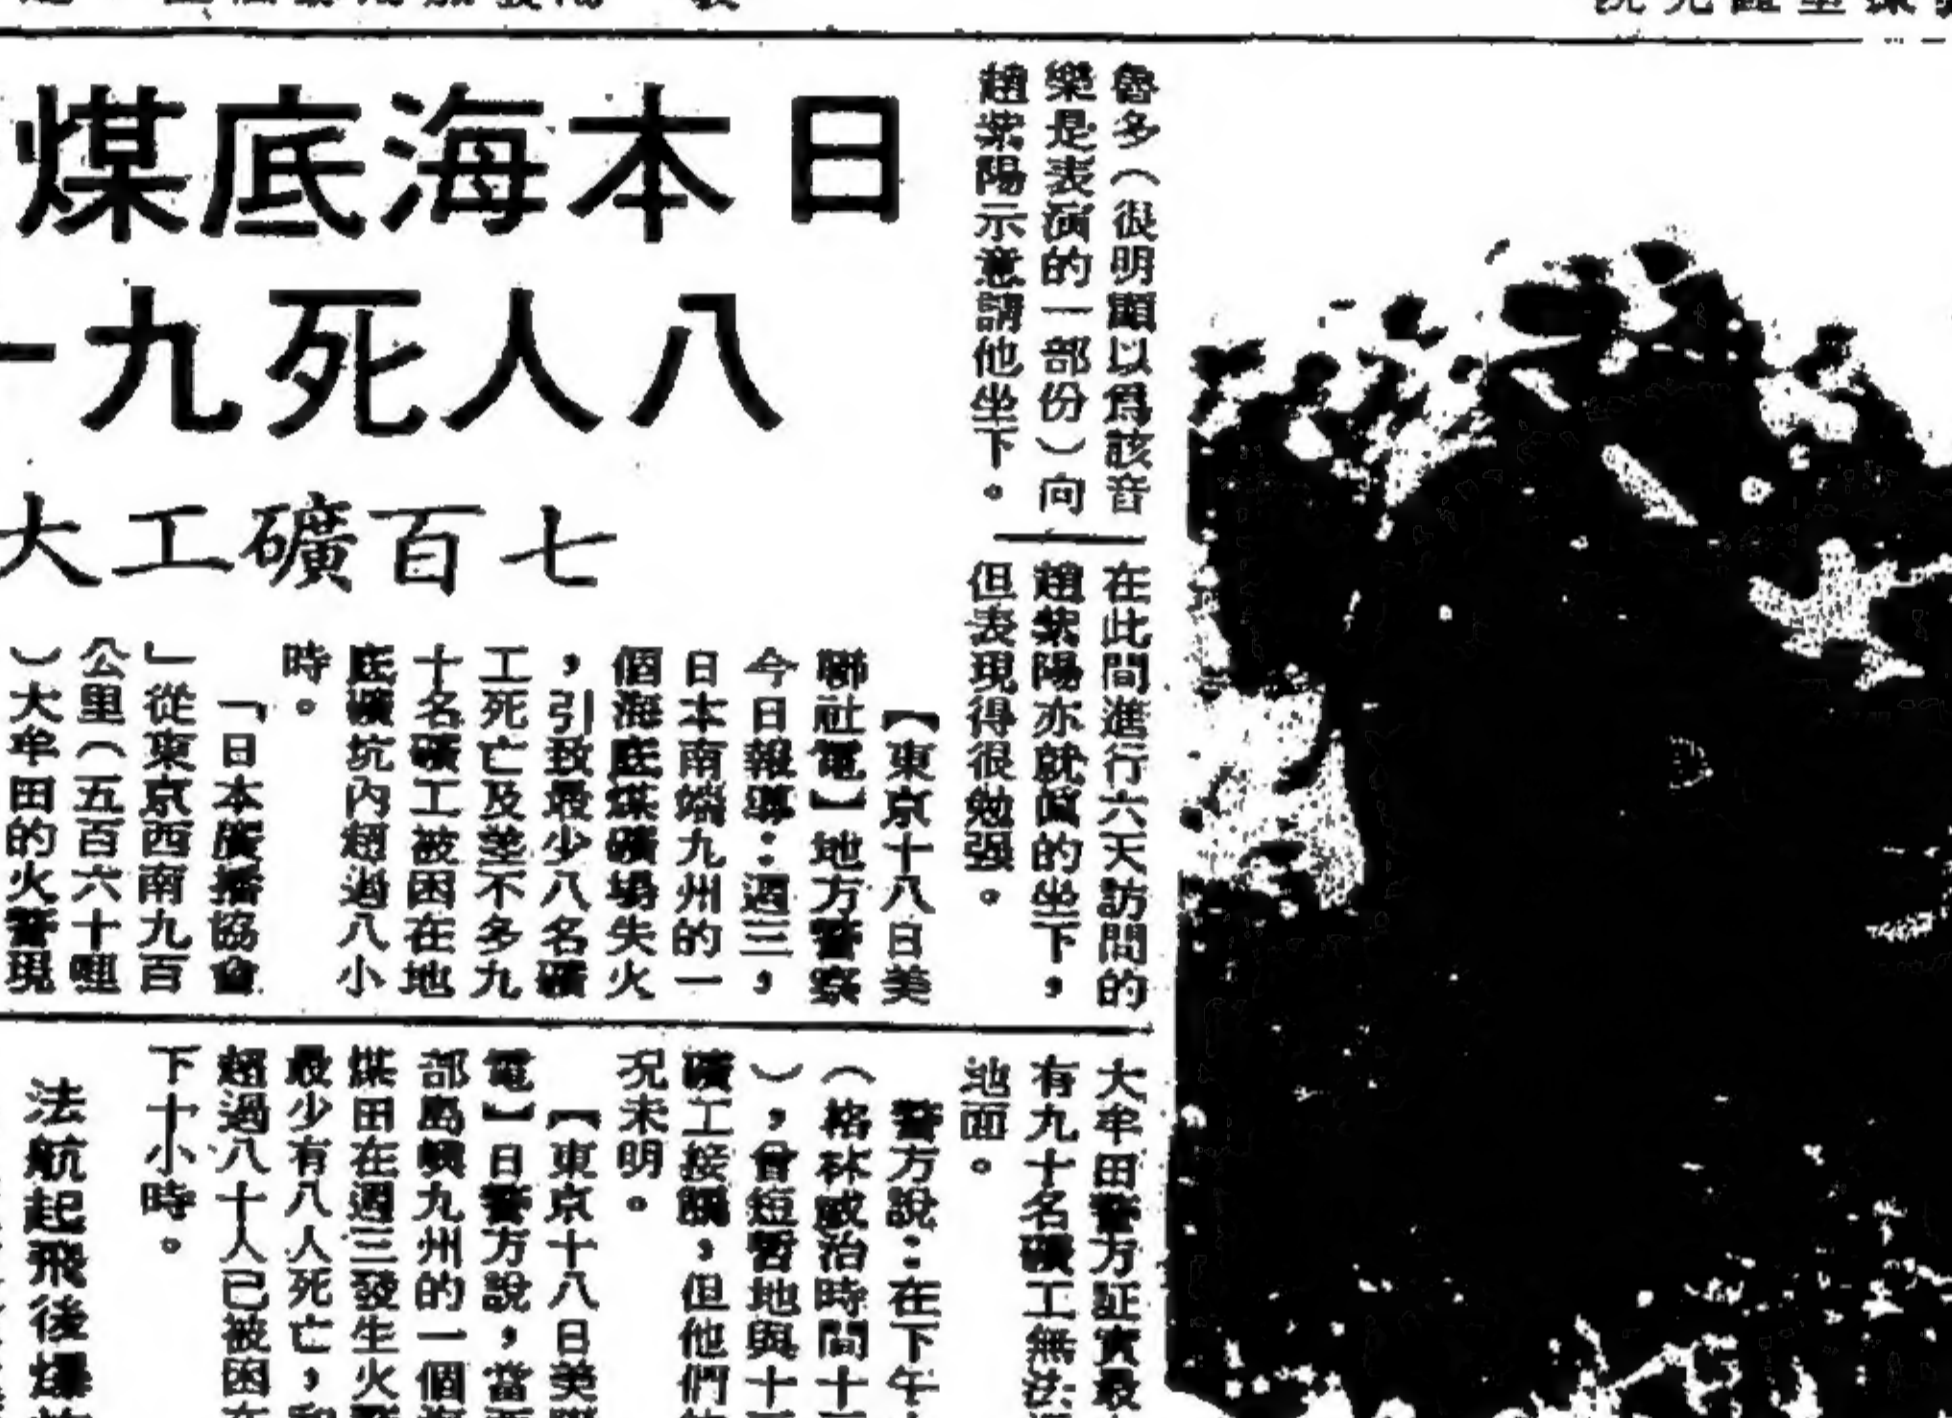 魯多（很明顯以爲該音
樂是表演的一部份）向
趙紫陽示意請他坐下。
在此間進行六天訪問的
趙紫陽亦就眞的坐下，
但表現得很勉强。
日本海底煤
八人死九一
七百礦工大
【東京十八日美
聯社電】地方警察
今日報導：週三，
日本南端九州的一
個海底煤礦場失火
，引致最少八名礦
工死亡及差不多九
十名礦工被困在地
底礦坑內超過八小
時。
「日本廣播協會
」從東京西南九百
公里（五百六十哩
）大牟田的火警現
大牟田警方証實最
有九十名礦工無法
地面。
警方說：在下午
（格林威治時間十
），曾短暫地與十
礦工接觸，但他們
况未明。
【東京十八日美
電】日警方說，當
部島嶼九州的一個
煤田在週三發生火
最少有八人死亡，
超過八十人已被困在
下十小時。
法航起飛後爆